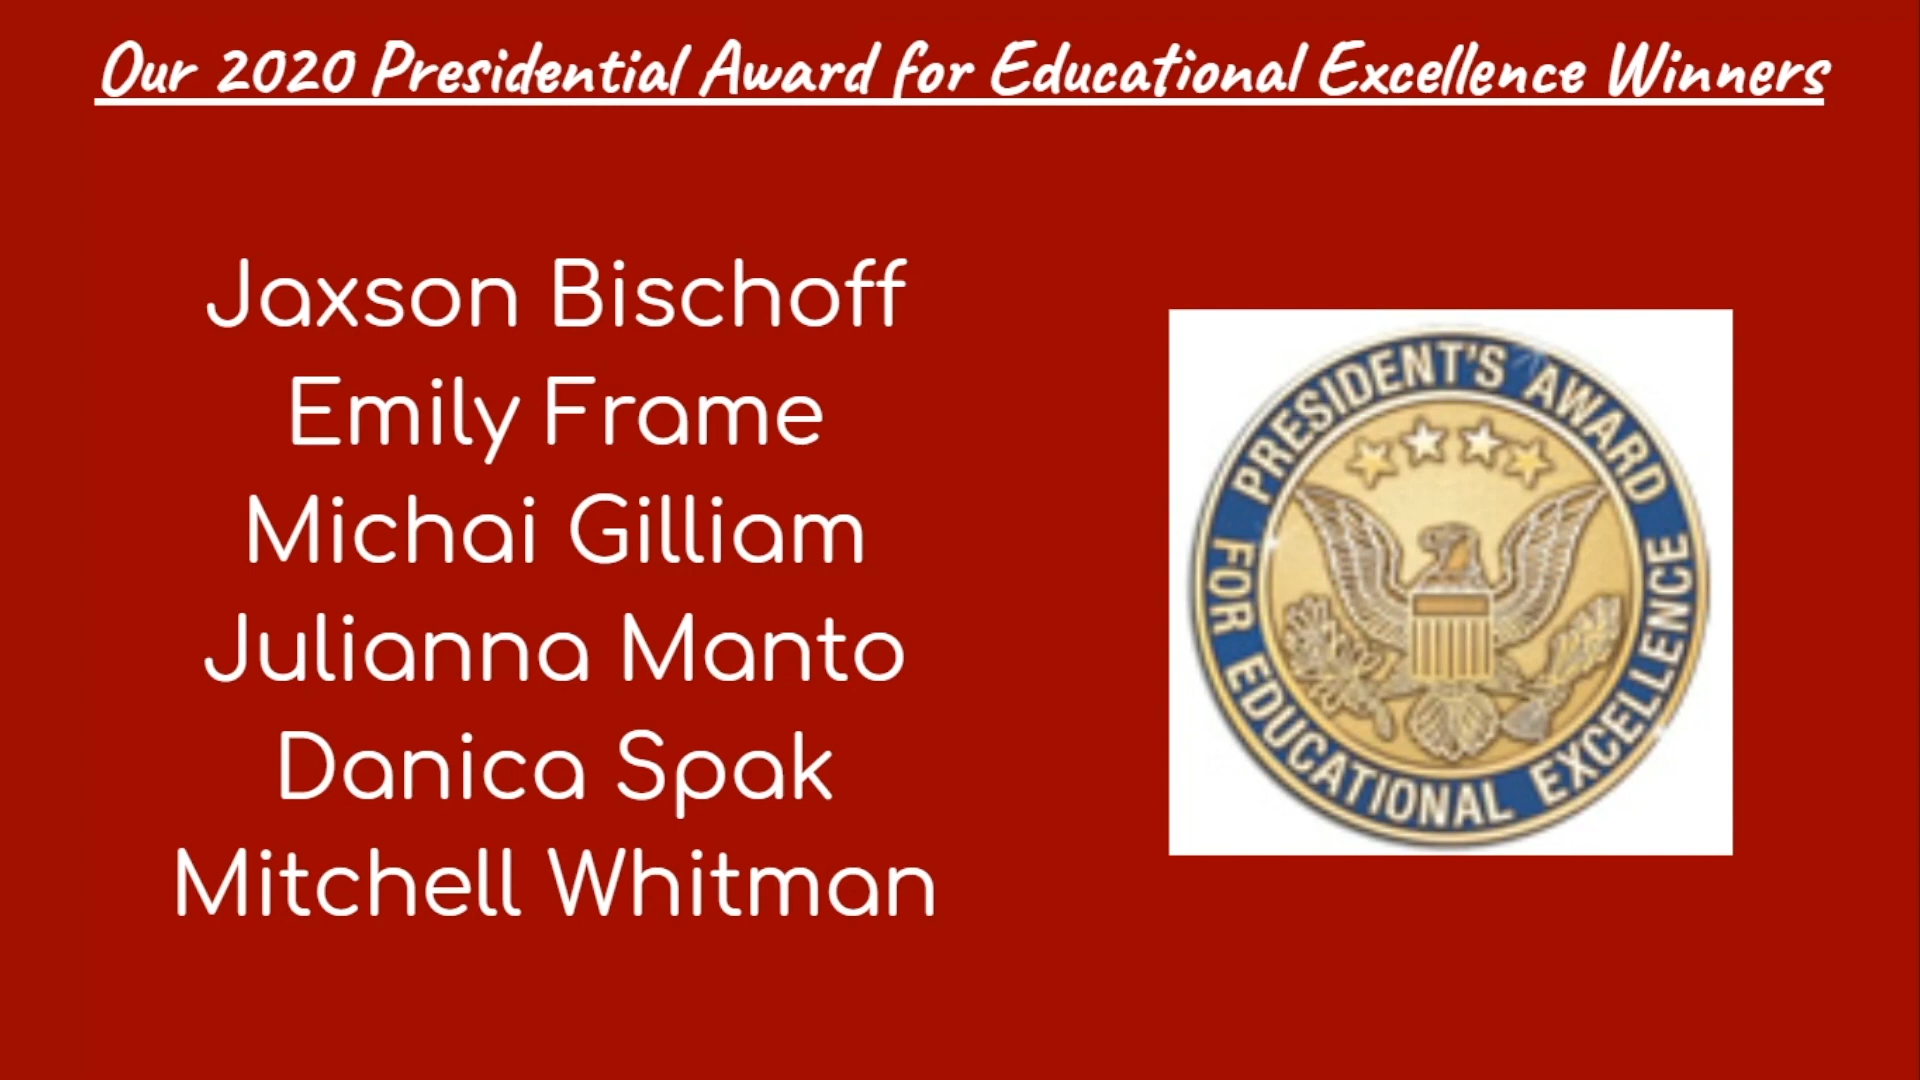 Our 2020 Presidential Award for Educational Excellence Winners
Jaxson Bischoff
Emily Frame
Michai Gilliam
Julianna Manto
Danica Spak
Mitchell Whitman
PRESIDENT'S AWARD
FOR EDUCATIONAL EXCELLENCE